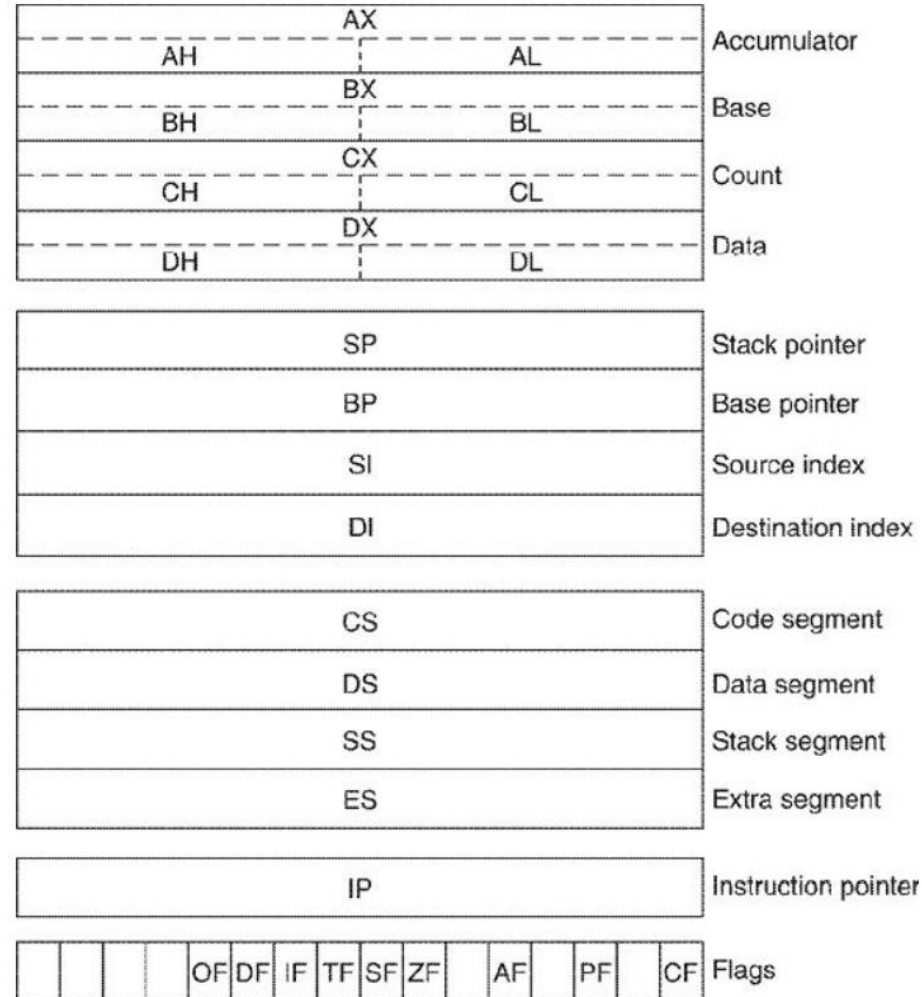 AX
AH AL Accumulator
BX
BH BL Base
CX
CH CL Count
DX
DH DL Data
SP Stack pointer
BP Base pointer
SI Source index
DI Destination index
CS Code segment
DS Data segment
SS Stack segment
ES Extra segment
IP Instruction pointer
OF DF IF TF SF ZF AF PF CF Flags